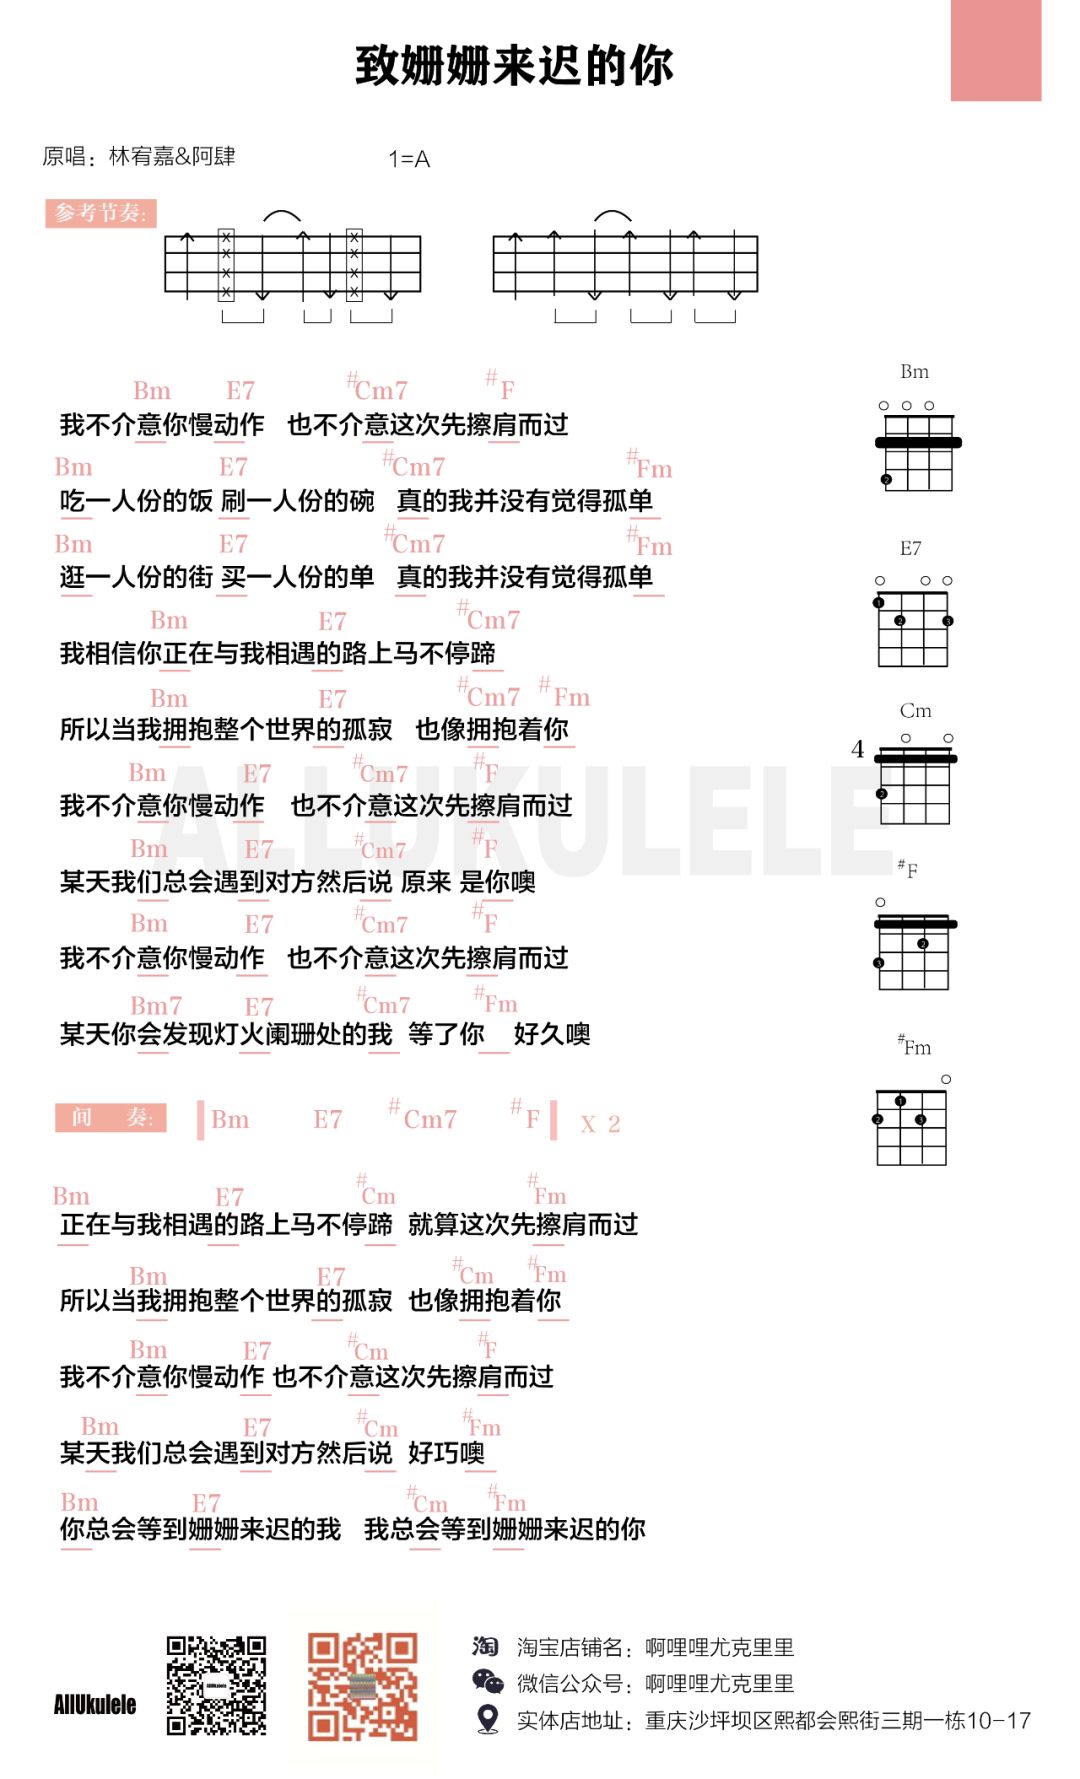 致姗姗来迟的你
原唱：林宥嘉&阿肆 1=A
参考节奏:
Bm E7 #Cm7 #F
我不介意你慢动作 也不介意这次先擦肩而过
Bm E7 #Cm7 #Fm
吃一人份的饭 刷一人份的碗 真的我并没有觉得孤单
Bm E7 #Cm7 #Fm
逛一人份的街 买一人份的单 真的我并没有觉得孤单
Bm E7 #Cm7
我相信你正在与我相遇的路上马不停蹄
Bm E7 #Cm7 #Fm
所以当我拥抱整个世界的孤寂 也像拥抱着你
Bm E7 #Cm7 #F
我不介意你慢动作 也不介意这次先擦肩而过
Bm E7 #Cm7 #F
某天我们总会遇到对方然后说 原来 是你噢
Bm E7 #Cm7 #F
我不介意你慢动作 也不介意这次先擦肩而过
Bm7 E7 #Cm7 #Fm
某天你会发现灯火阑珊处的我 等了你 好久噢
间 奏: Bm E7 #Cm7 #F X 2
Bm E7 #Cm #Fm
正在与我相遇的路上马不停蹄 就算这次先擦肩而过
Bm E7 #Cm #Fm
所以当我拥抱整个世界的孤寂 也像拥抱着你
Bm E7 #Cm #F
我不介意你慢动作 也不介意这次先擦肩而过
Bm E7 #Cm #Fm
某天我们总会遇到对方然后说 好巧噢
Bm E7 #Cm #Fm
你总会等到姗姗来迟的我 我总会等到姗姗来迟的你
Bm
2
E7
1
2
3
Cm
4
2
#F
2
3
#Fm
1
2
3
ALLUKULELE
AllUkulele
AllUkulele
淘 淘宝店铺名：啊哩哩尤克里里
微信公众号：啊哩哩尤克里里
实体店地址：重庆沙坪坝区熙都会熙街三期一栋10-17